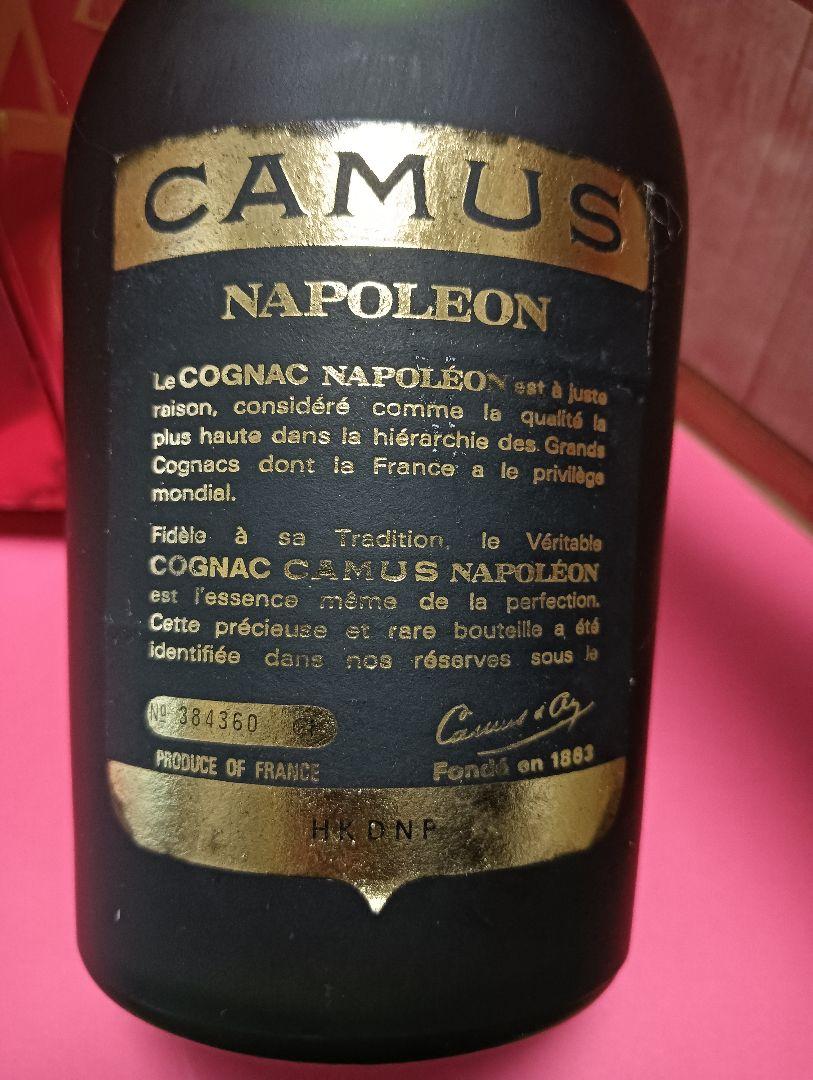 CAMUS
NAPOLEON
Le COGNAC NAPOLÉON est à juste
raison, considéré comme la qualité la
plus haute dans la hiérarchie des Grands
Cognacs dont la France a le privilège
mondial.
Fidèle à sa Tradition, le Véritable
COGNAC CAMUS NAPOLÉON
est l'essence même de la perfection.
Cette précieuse et rare bouteille a été
identifiée dans nos réserves sous le
Nº 384360
Camus & Cy
PRODUCE OF FRANCE
Fondé en 1863
HKDNP